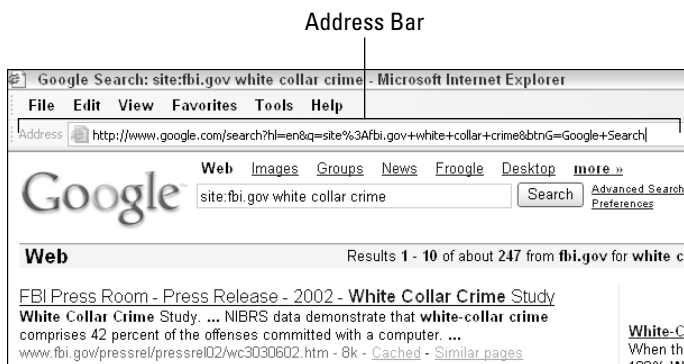 Address Bar
Google Search: site:fbi.gov white collar crime - Microsoft Internet Explorer
File Edit View Favorites Tools Help
Address http://www.google.com/search?hl=en&q=site%3Afbi.gov+white+collar+crime&btnG=Google+Search
Google Web Images Groups News Froogle Desktop more »
site:fbi.gov white collar crime Search Advanced Search
Preferences
Web Results 1 - 10 of about 247 from fbi.gov for white c
FBI Press Room - Press Release - 2002 - White Collar Crime Study
White Collar Crime Study. ... NIBRS data demonstrate that white-collar crime
comprises 42 percent of the offenses committed with a computer. ...
www.fbi.gov/pressrel/pressrel02/wc3030602.htm - 8k - Cached - Similar pages
White-C
When th